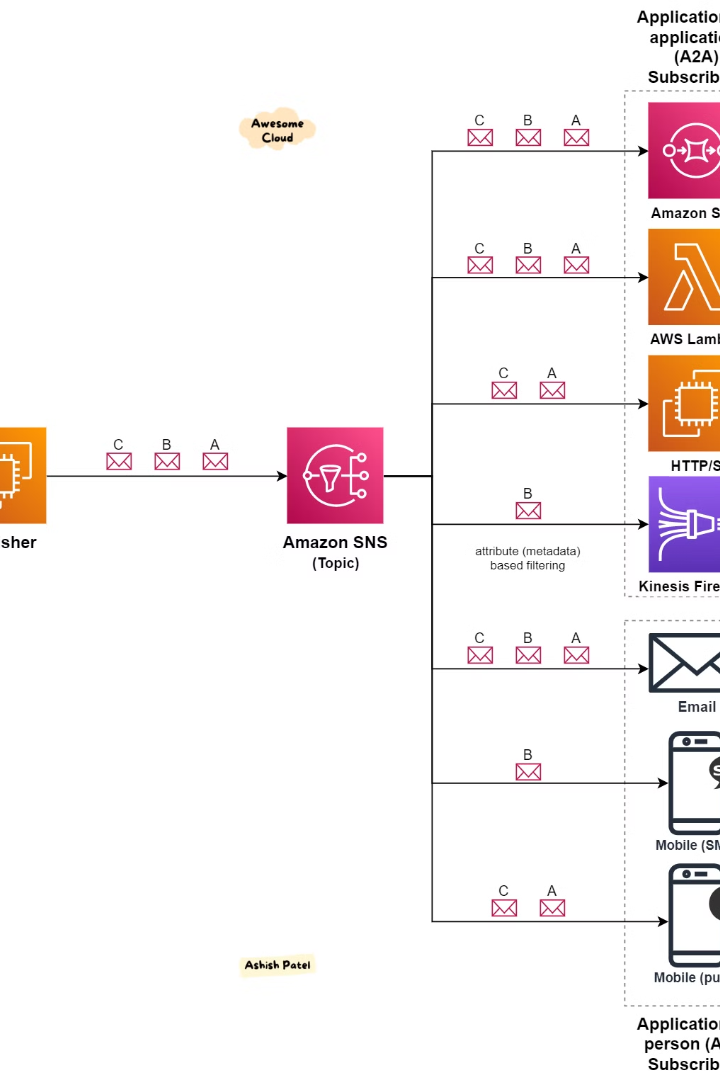 Application
applicatio
(A2A)
Subscrib
Awesome
Cloud
C B A
Amazon S
C B A
AWS Lamb
C A
HTTP/S
C B A
sher
Amazon SNS
(Topic)
B
attribute (metadata)
based filtering
Kinesis Fire
C B A
Email
B
Mobile (SM
C A
Mobile (pu
Ashish Patel
Application
person (A
Subscrib